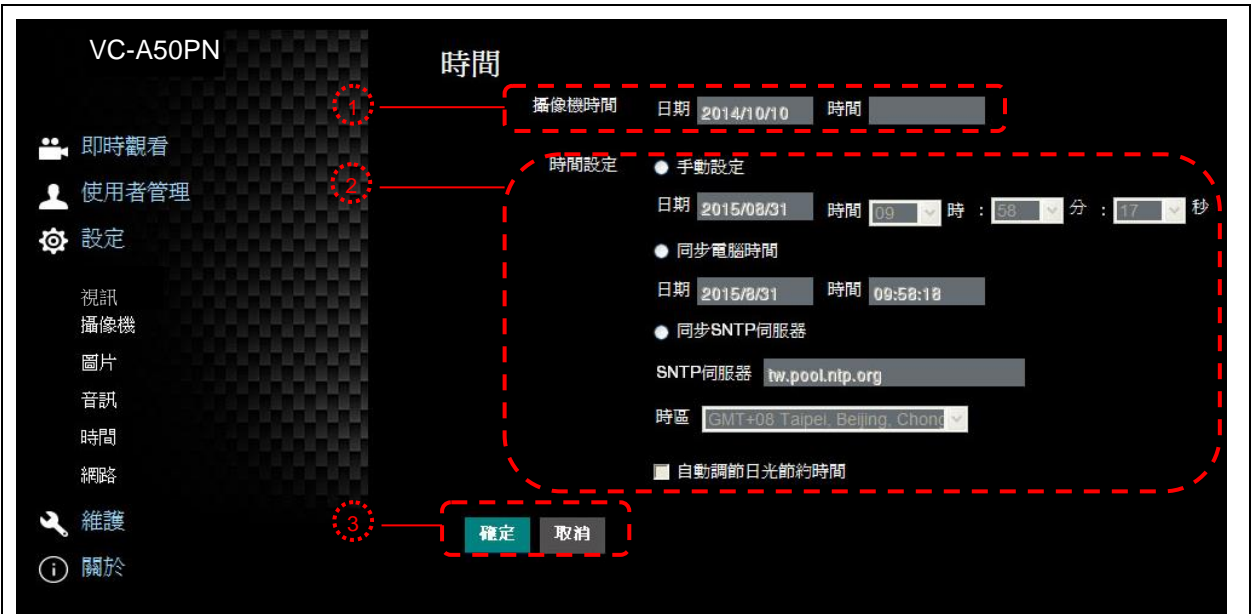 VC-A50PN
即時觀看
使用者管理
設定
視訊
攝像機
圖片
音訊
時間
網路
維護
關於
時間
1
攝像機時間 日期 2014/10/10 時間
2
時間設定 手動設定
日期 2015/08/31 時間 09 時 : 58 分 : 17 秒
同步電腦時間
日期 2015/8/31 時間 09:58:18
同步SNTP伺服器
SNTP伺服器 tw.pool.ntp.org
時區 GMT+08 Taipei, Beijing, Chong
自動調節日光節約時間
3
確定 取消